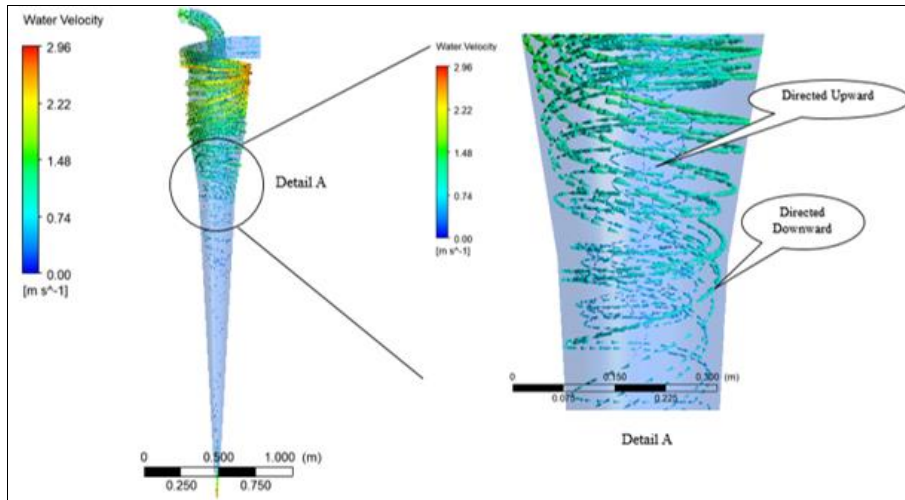 Water Velocity
2.96
2.22
1.48
0.74
0.00
[m s^-1]
Detail A
0 0.500 1.000 (m)
0.250 0.750
Water.Velocity
2.96
2.22
1.48
0.74
0.00
[m s^-1]
Directed Upward
Directed
Downward
0 0.150 0.300 (m)
0.075 0.225
Detail A